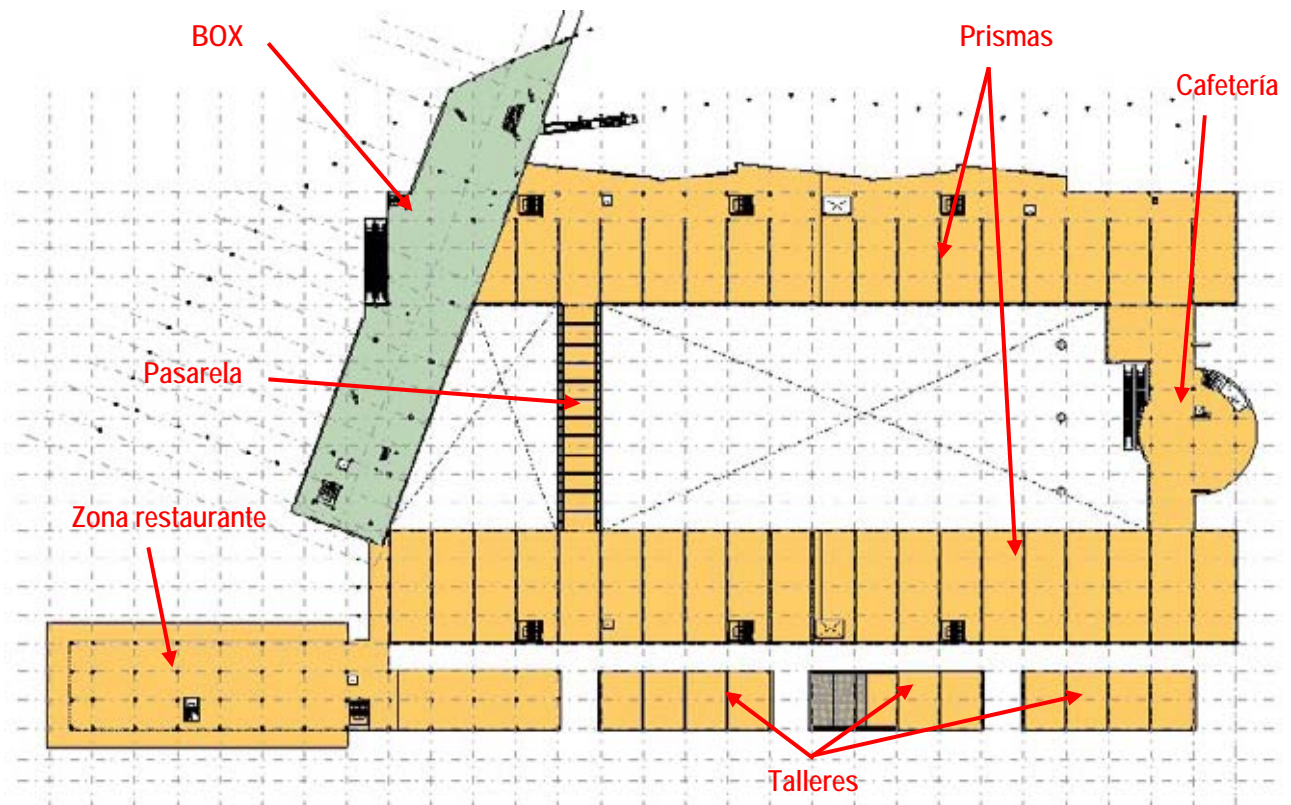 BOX
Prismas
Cafetería
Pasarela
Zona restaurante
Talleres